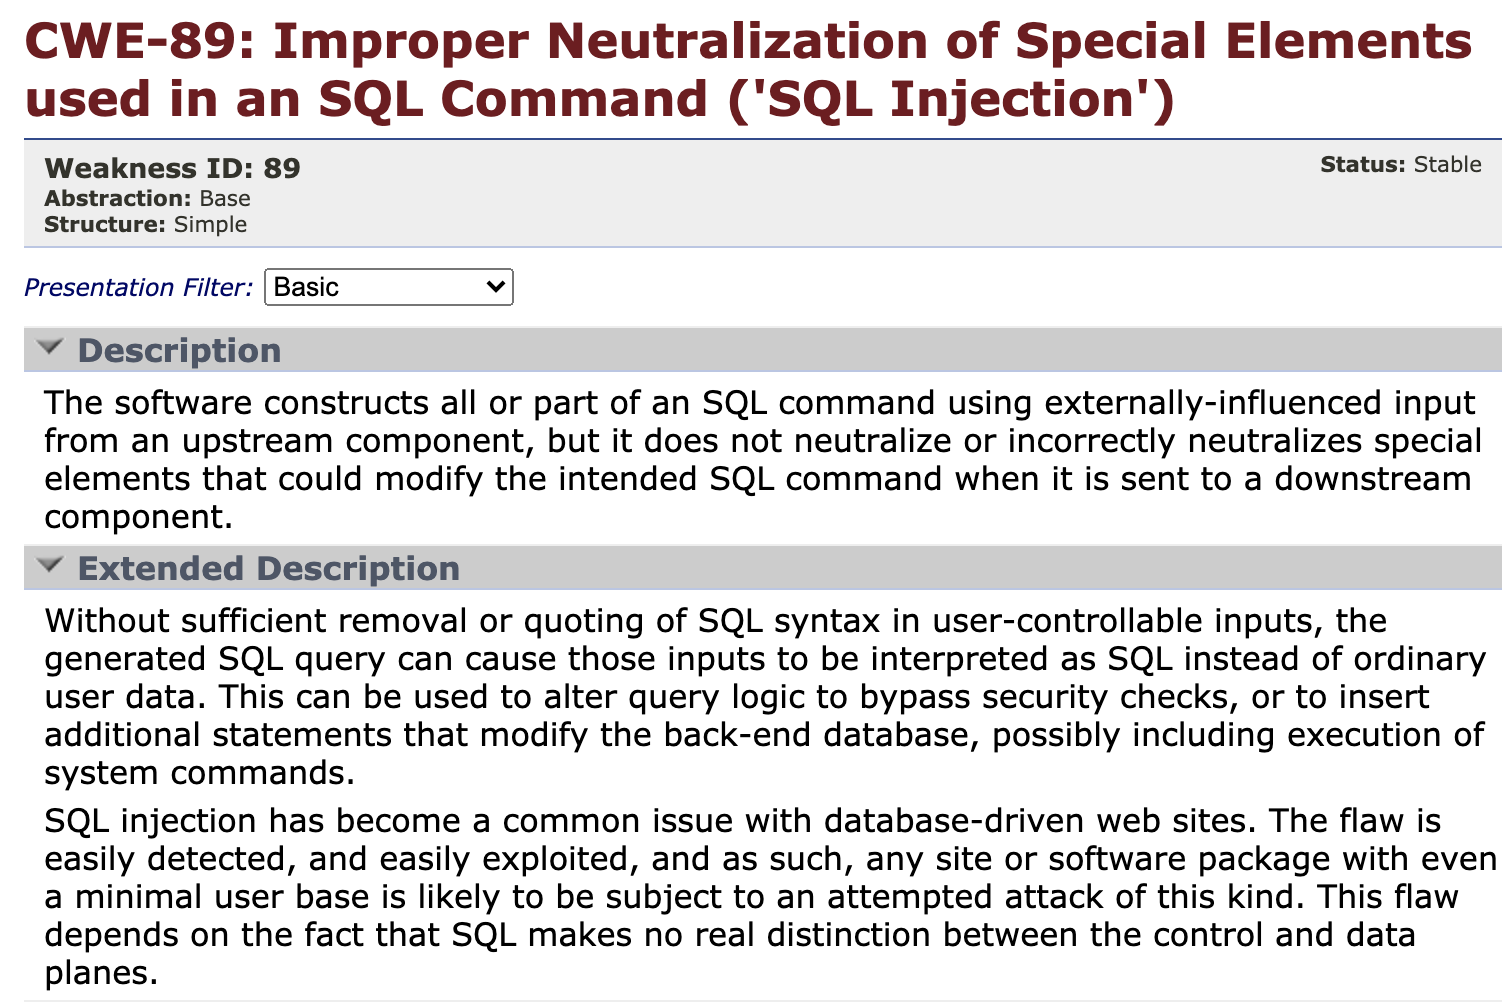 CWE-89: Improper Neutralization of Special Elements
used in an SQL Command ('SQL Injection')
Weakness ID: 89
Status: Stable
Abstraction: Base
Structure: Simple
Presentation Filter: Basic
Description
The software constructs all or part of an SQL command using externally-influenced input
from an upstream component, but it does not neutralize or incorrectly neutralizes special
elements that could modify the intended SQL command when it is sent to a downstream
component.
Extended Description
Without sufficient removal or quoting of SQL syntax in user-controllable inputs, the
generated SQL query can cause those inputs to be interpreted as SQL instead of ordinary
user data. This can be used to alter query logic to bypass security checks, or to insert
additional statements that modify the back-end database, possibly including execution of
system commands.
SQL injection has become a common issue with database-driven web sites. The flaw is
easily detected, and easily exploited, and as such, any site or software package with even
a minimal user base is likely to be subject to an attempted attack of this kind. This flaw
depends on the fact that SQL makes no real distinction between the control and data
planes.